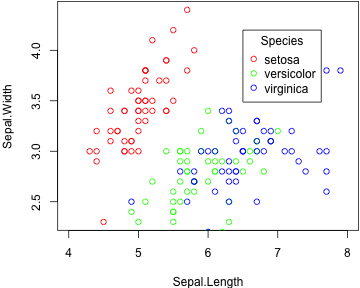 Species
setosa
versicolor
virginica
Sepal.Width
4.0
3.5
3.0
2.5
4
5
6
7
8
Sepal.Length